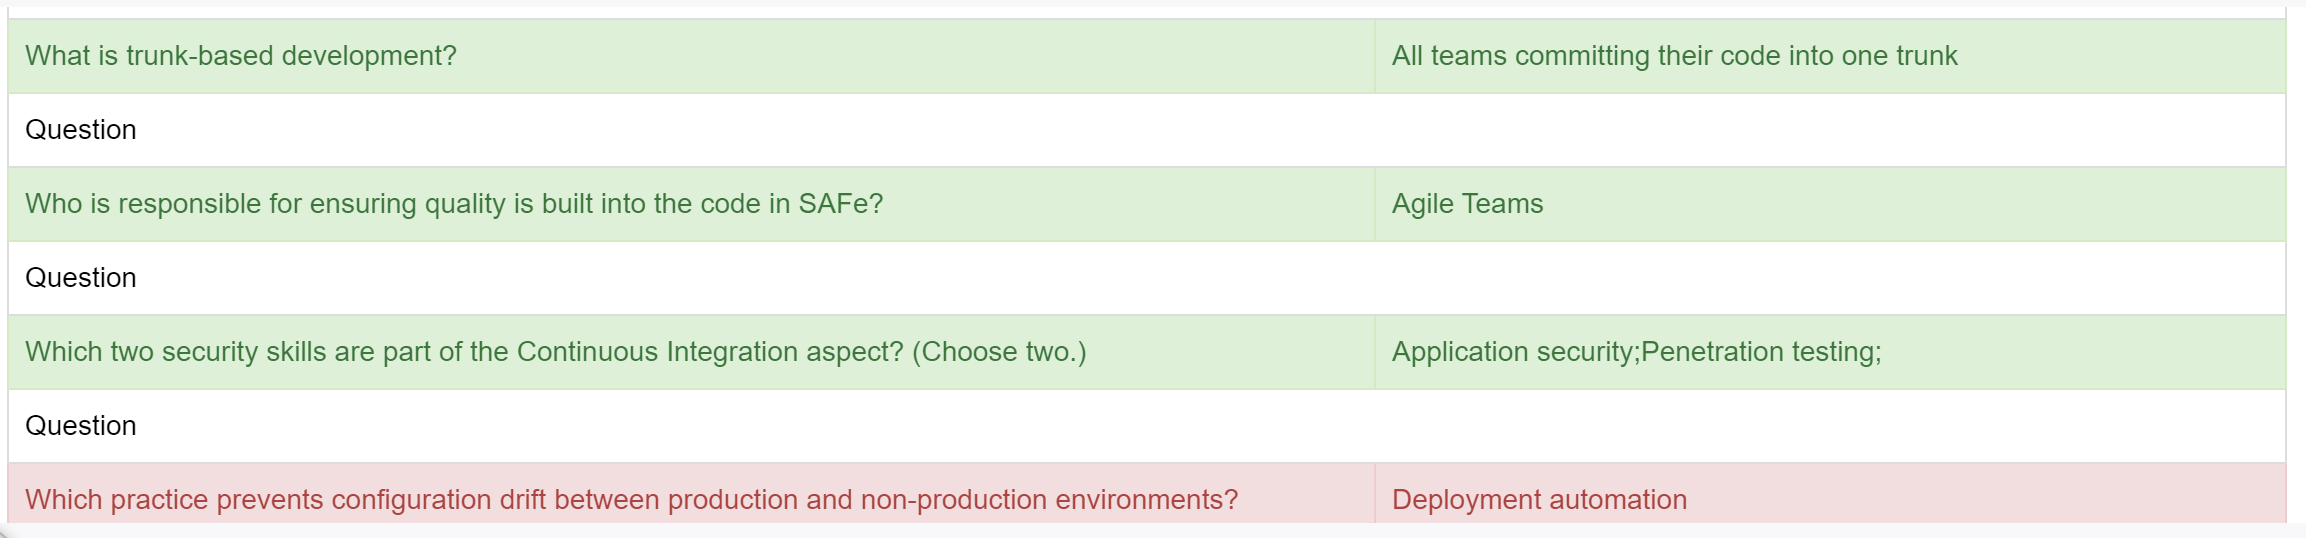 What is trunk-based development? All teams committing their code into one trunk
Question
Who is responsible for ensuring quality is built into the code in SAFe? Agile Teams
Question
Which two security skills are part of the Continuous Integration aspect? (Choose two.) Application security;Penetration testing;
Question
Which practice prevents configuration drift between production and non-production environments? Deployment automation